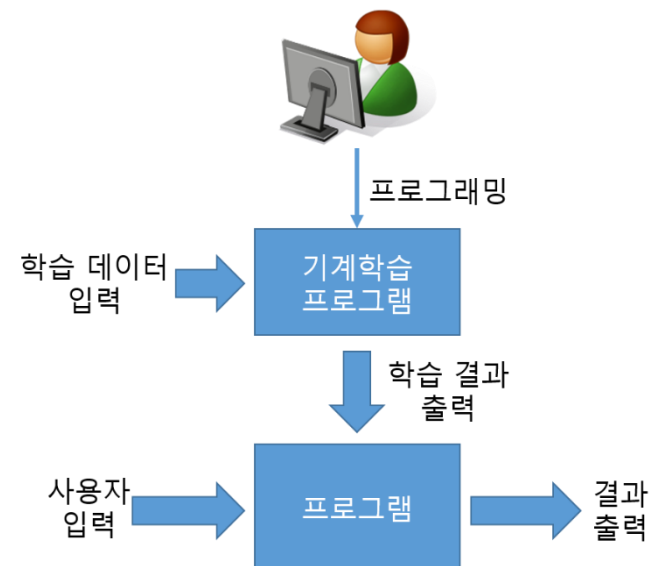 프로그래밍
학습 데이터
입력
기계학습
프로그램
학습 결과
출력
사용자
입력
프로그램
결과
출력